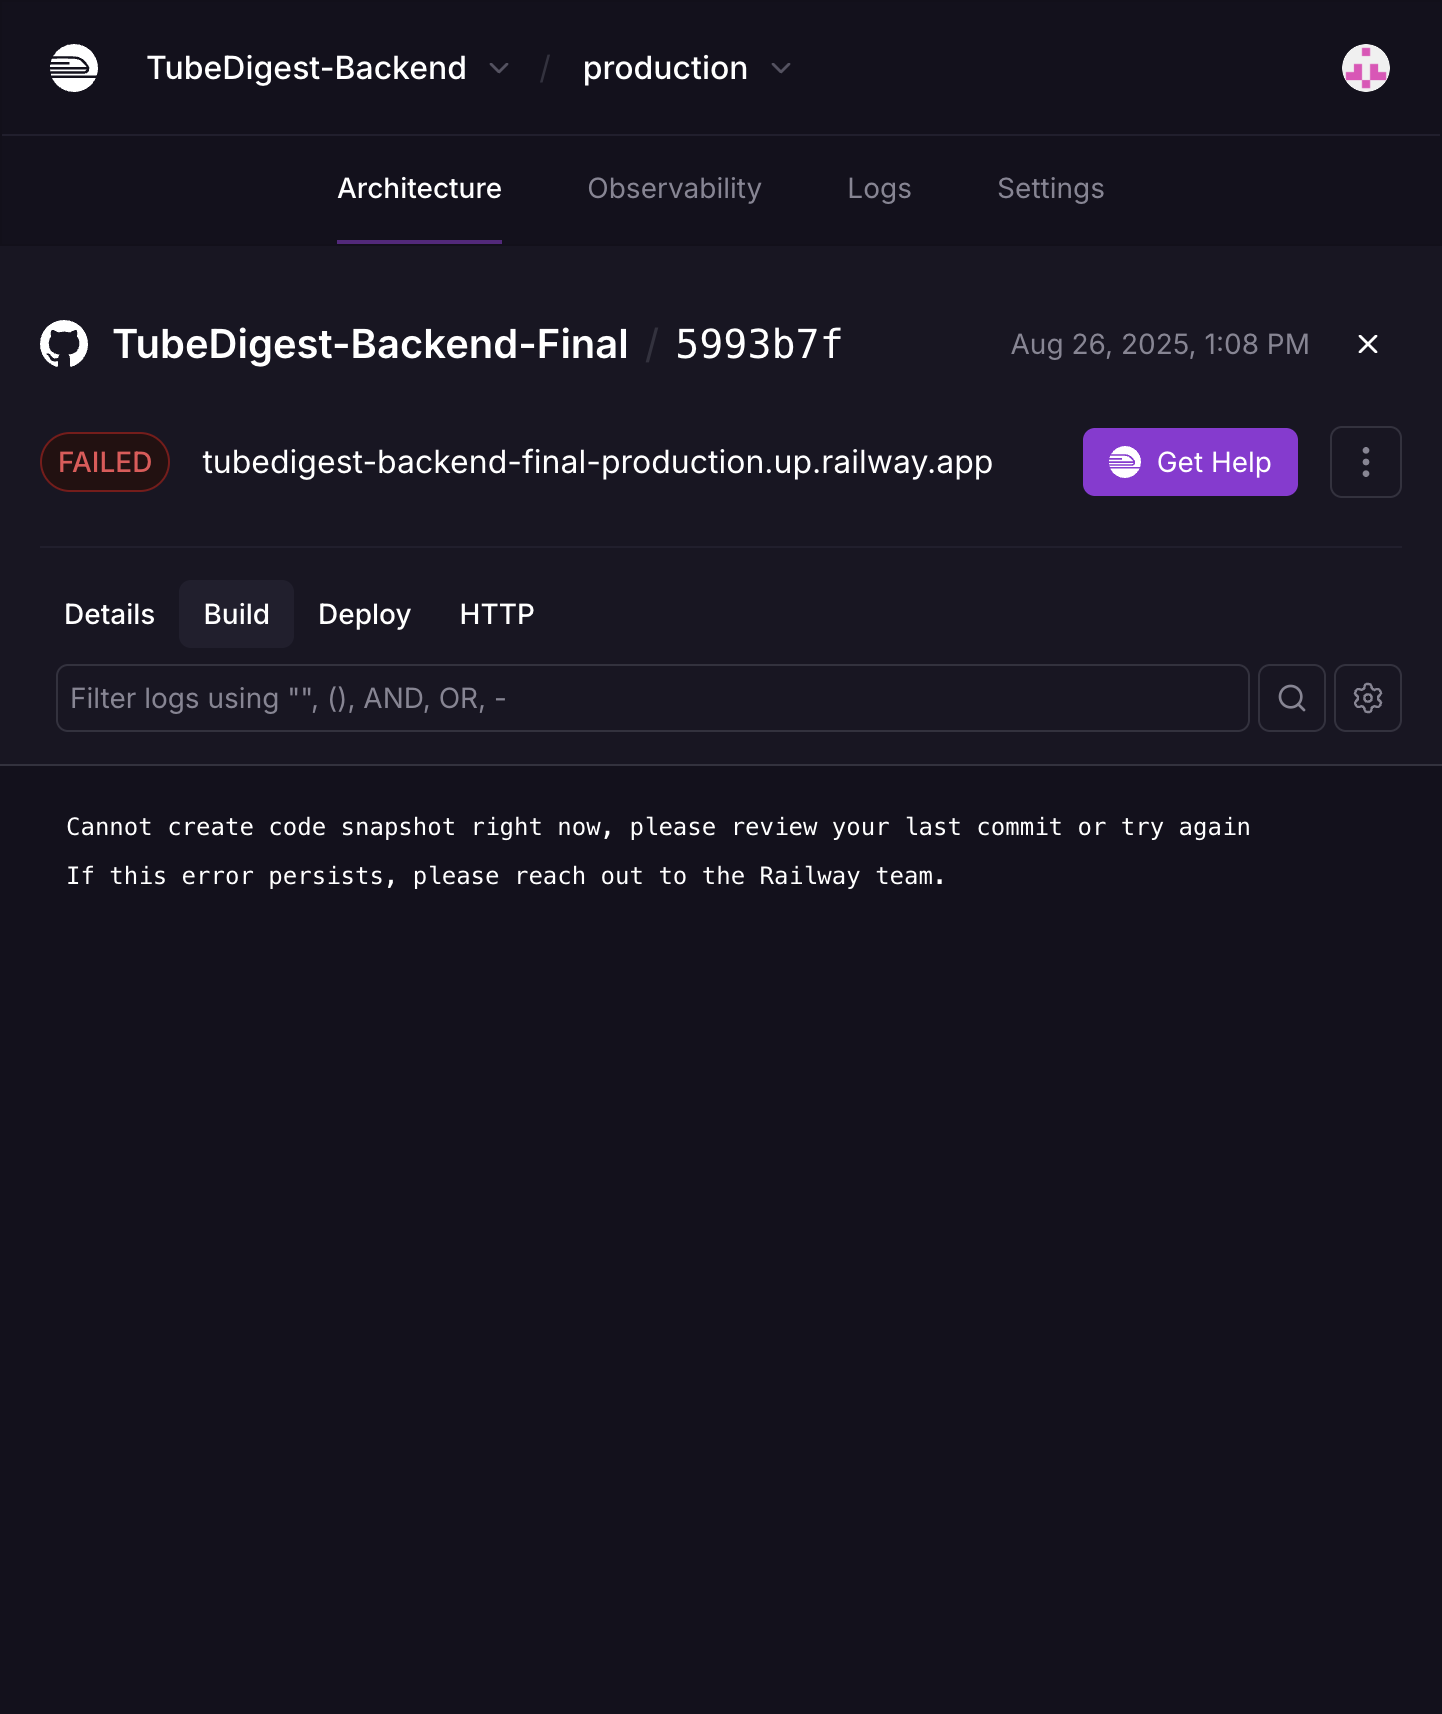 TubeDigest-Backend / production
Architecture Observability Logs Settings
TubeDigest-Backend-Final / 5993b7f Aug 26, 2025, 1:08 PM
FAILED tubedigest-backend-final-production.up.railway.app Get Help
Details Build Deploy HTTP
Filter logs using "", (), AND, OR, -
Cannot create code snapshot right now, please review your last commit or try again
If this error persists, please reach out to the Railway team.